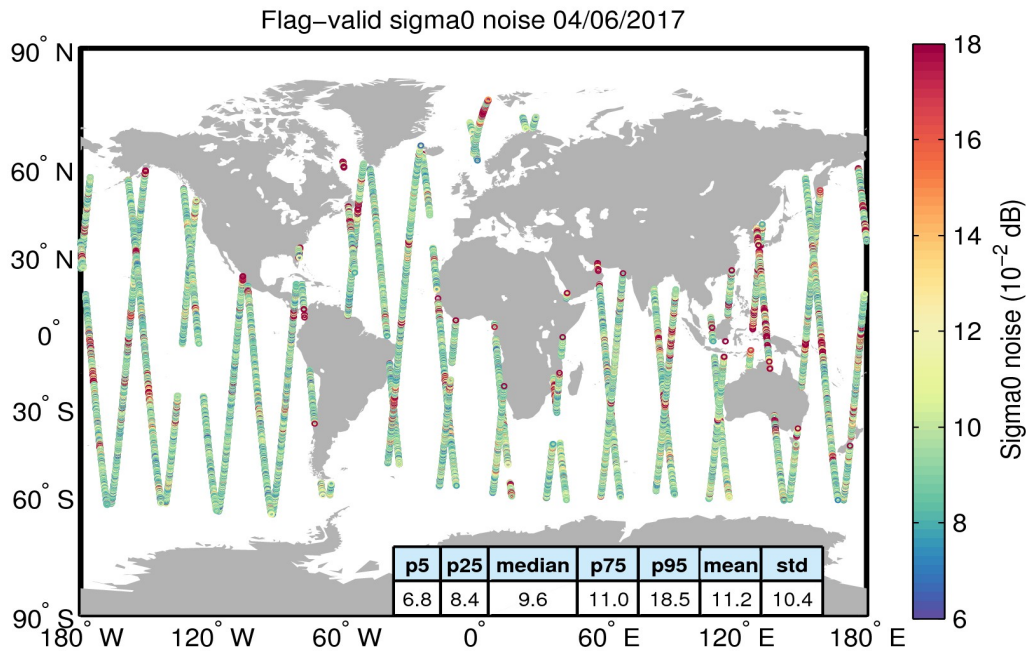 Flag−valid sigma0 noise 04/06/2017
90° N
60° N
30° N
0°
30° S
60° S
90° S
180° W
120° W
60° W
0°
60° E
120° E
180° E
p5 p25 median p75 p95 mean std
6.8 8.4 9.6 11.0 18.5 11.2 10.4
18
16
14
12
10
8
6
Sigma0 noise (10⁻² dB)